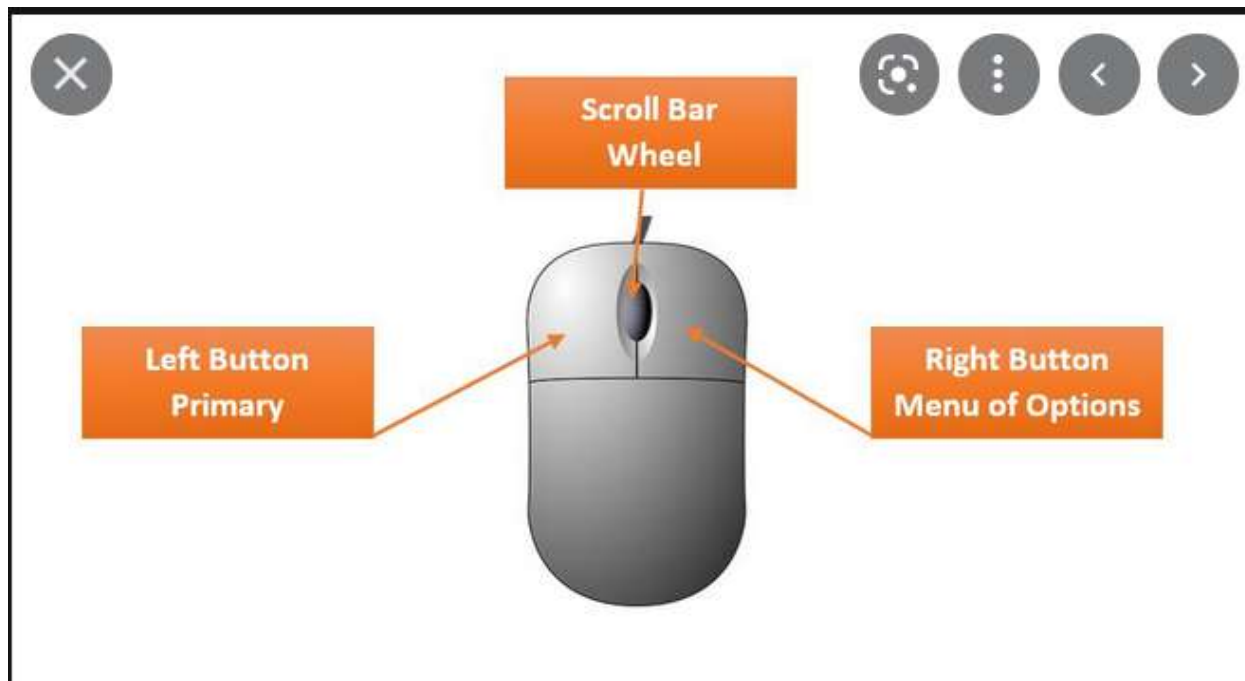 Scroll Bar
Wheel
Left Button
Primary
Right Button
Menu of Options